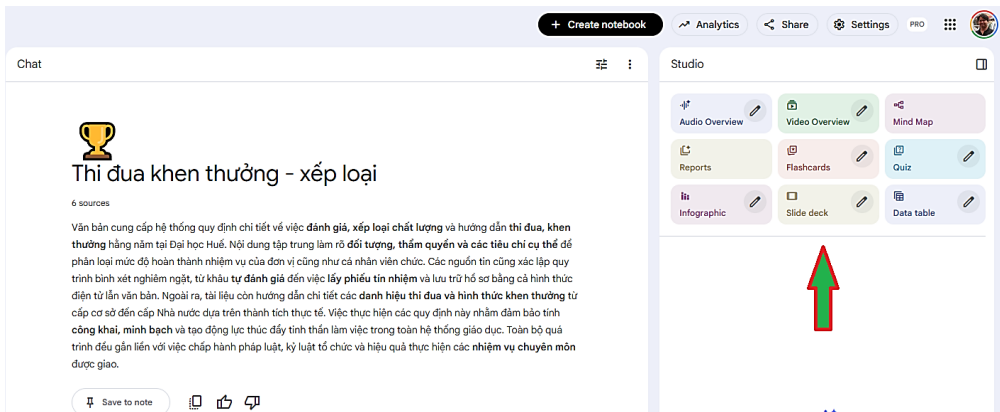 + Create notebook
Analytics
Share
Settings
PRO
Chat
Thi đua khen thưởng - xếp loại
6 sources
Văn bản cung cấp hệ thống quy định chi tiết về việc đánh giá, xếp loại chất lượng và hướng dẫn thi đua, khen
thưởng hằng năm tại Đại học Huế. Nội dung tập trung làm rõ đối tượng, thẩm quyền và các tiêu chí cụ thể để
phân loại mức độ hoàn thành nhiệm vụ của đơn vị cũng như cá nhân viên chức. Các nguồn tin cũng xác lập quy
trình bình xét nghiêm ngặt, từ khâu tự đánh giá đến việc lấy phiếu tín nhiệm và lưu trữ hồ sơ bằng cả hình thức
điện tử lẫn văn bản. Ngoài ra, tài liệu còn hướng dẫn chi tiết các danh hiệu thi đua và hình thức khen thưởng từ
cấp cơ sở đến cấp Nhà nước dựa trên thành tích thực tế. Việc thực hiện các quy định này nhằm đảm bảo tính
công khai, minh bạch và tạo động lực thúc đẩy tinh thần làm việc trong toàn hệ thống giáo dục. Toàn bộ quá
trình đều gắn liền với việc chấp hành pháp luật, kỷ luật tổ chức và hiệu quả thực hiện các nhiệm vụ chuyên môn
được giao.
Save to note
Studio
Audio Overview
Video Overview
Mind Map
Reports
Flashcards
Quiz
Infographic
Slide deck
Data table